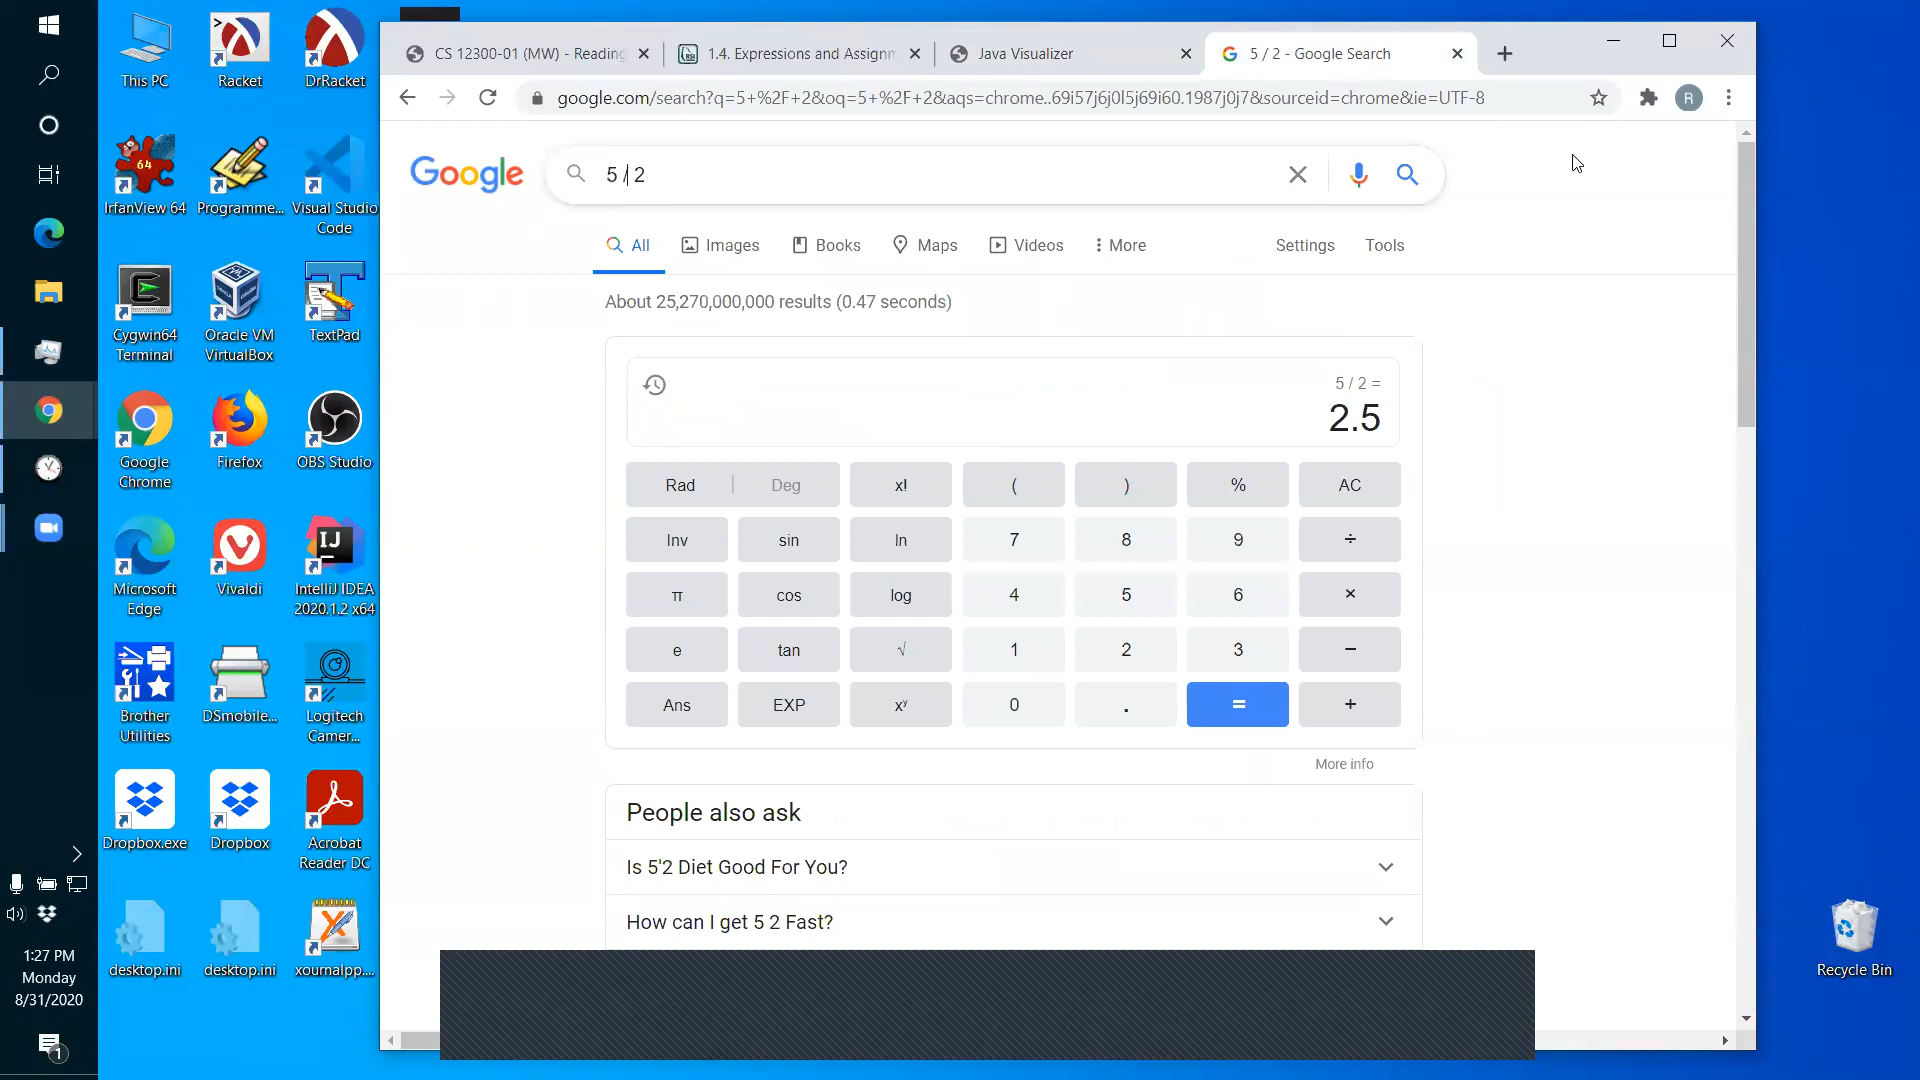 This PC
Racket
DrRacket
IrfanView 64
Programme...
Visual Studio
Code
Cygwin64
Terminal
Oracle VM
VirtualBox
TextPad
Google
Chrome
Firefox
OBS Studio
Microsoft
Edge
Vivaldi
IntelliJ IDEA
2020.1.2 x64
Brother
Utilities
DSmobile...
Logitech
Camer...
Dropbox.exe
Dropbox
Acrobat
Reader DC
desktop.ini
desktop.ini
xournalpp....
1:27 PM
Monday
8/31/2020
1
CS 12300-01 (MW) - Reading
1.4. Expressions and Assignm
Java Visualizer
5 / 2 - Google Search
google.com/search?q=5+%2F+2&oq=5+%2F+2&aqs=chrome..69i57j6j0l5j69i60.1987j0j7&sourceid=chrome&ie=UTF-8
R
Google
5 / 2
All
Images
Books
Maps
Videos
More
Settings
Tools
About 25,270,000,000 results (0.47 seconds)
5 / 2 =
2.5
Rad | Deg x! ( ) % AC
Inv sin ln 7 8 9 ÷
π cos log 4 5 6 ×
e tan √ 1 2 3 −
Ans EXP xʸ 0 . = +
More info
People also ask
Is 5'2 Diet Good For You?
How can I get 5 2 Fast?
Recycle Bin